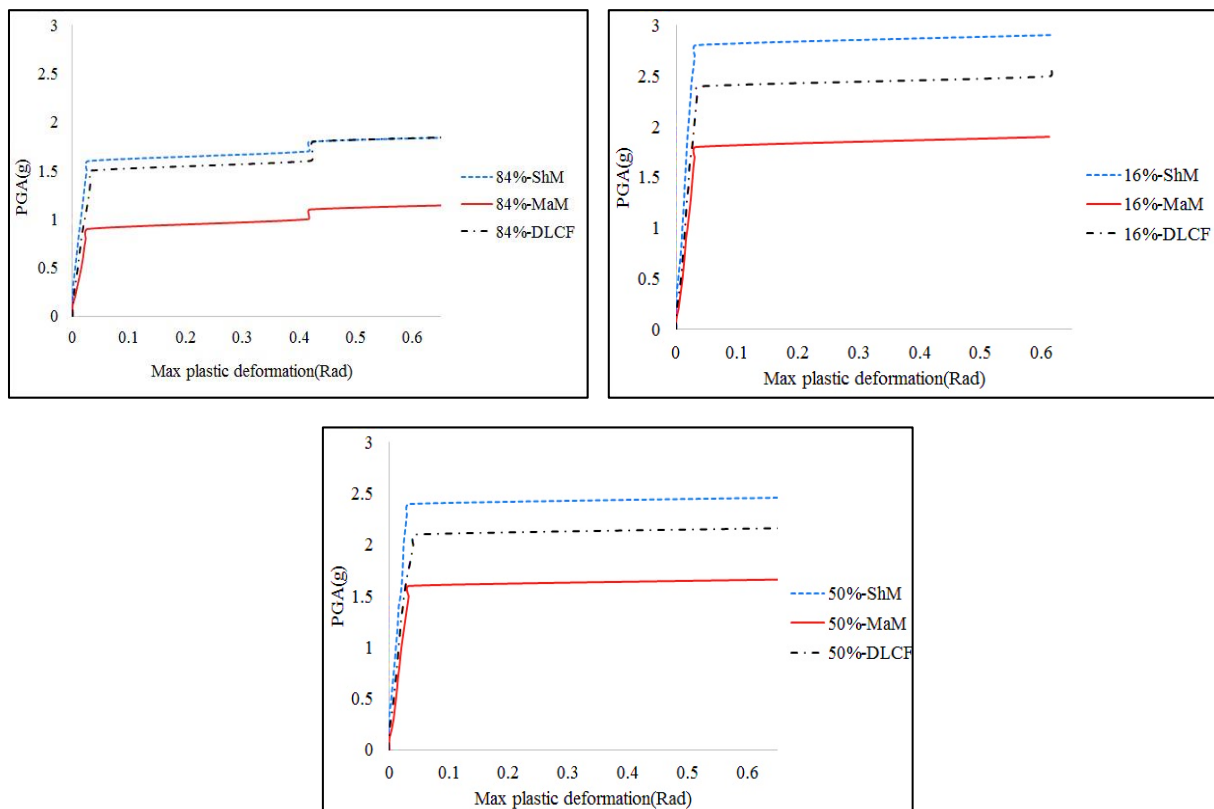 3
2.5
2
1.5
1
0.5
0
PGA(g)
0 0.1 0.2 0.3 0.4 0.5 0.6
Max plastic deformation(Rad)
84%-ShM
84%-MaM
84%-DLCF
3
2.5
2
1.5
1
0.5
0
PGA(g)
0 0.1 0.2 0.3 0.4 0.5 0.6
Max plastic deformation(Rad)
16%-ShM
16%-MaM
16%-DLCF
3
2.5
2
1.5
1
0.5
0
PGA(g)
0 0.1 0.2 0.3 0.4 0.5 0.6
Max plastic deformation(Rad)
50%-ShM
50%-MaM
50%-DLCF